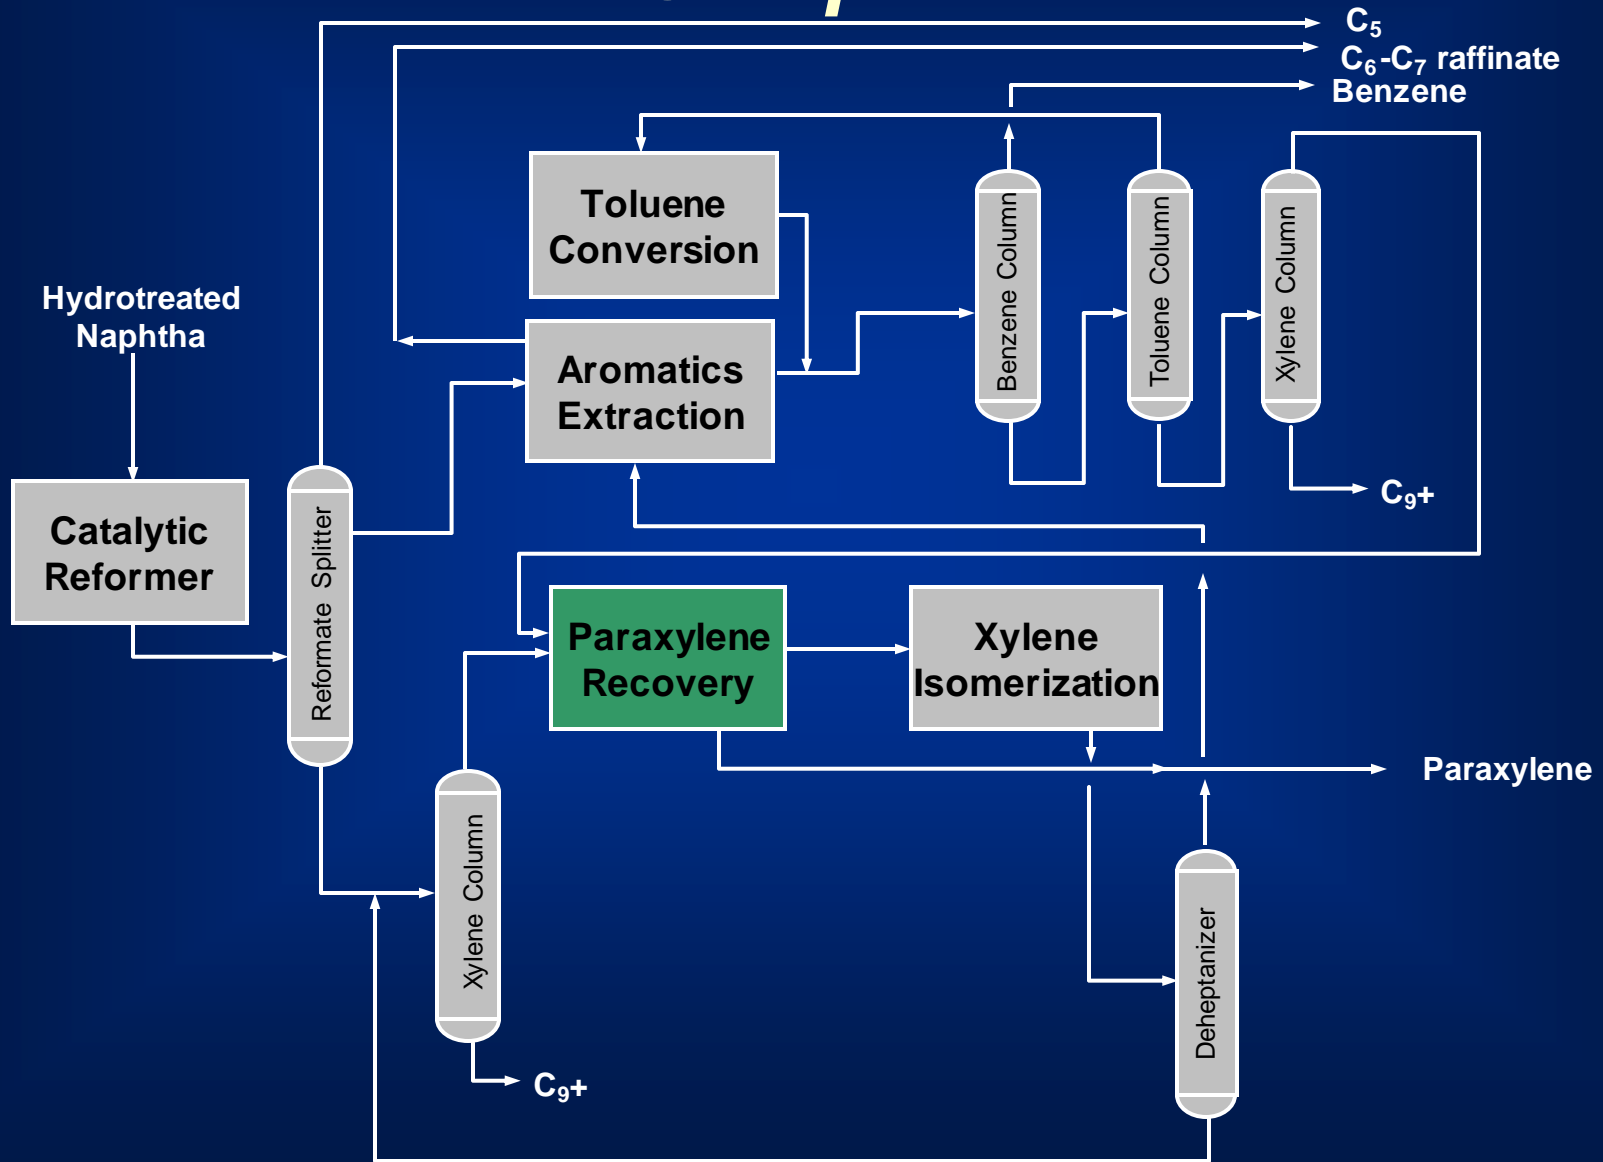 C₅
C₆-C₇ raffinate
Benzene
Toluene
Conversion
Benzene Column
Toluene Column
Xylene Column
Hydrotreated
Naphtha
Aromatics
Extraction
C₉+
Catalytic
Reformer
Reformate Splitter
Paraxylene
Recovery
Xylene
Isomerization
Paraxylene
Xylene Column
Deheptanizer
C₉+